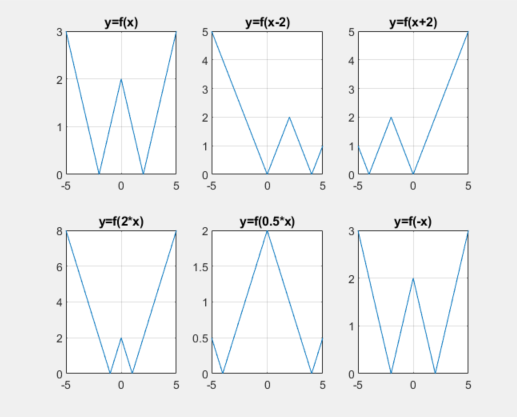 y=f(x) y=f(x-2) y=f(x+2)
3 5 5
4 4
2 3 3
2 2
1 1 1
0 0 0
-5 0 5 -5 0 5 -5 0 5
y=f(2*x) y=f(0.5*x) y=f(-x)
8 2 3
6 1.5
2
4 1
1
2 0.5
0 0 0
-5 0 5 -5 0 5 -5 0 5